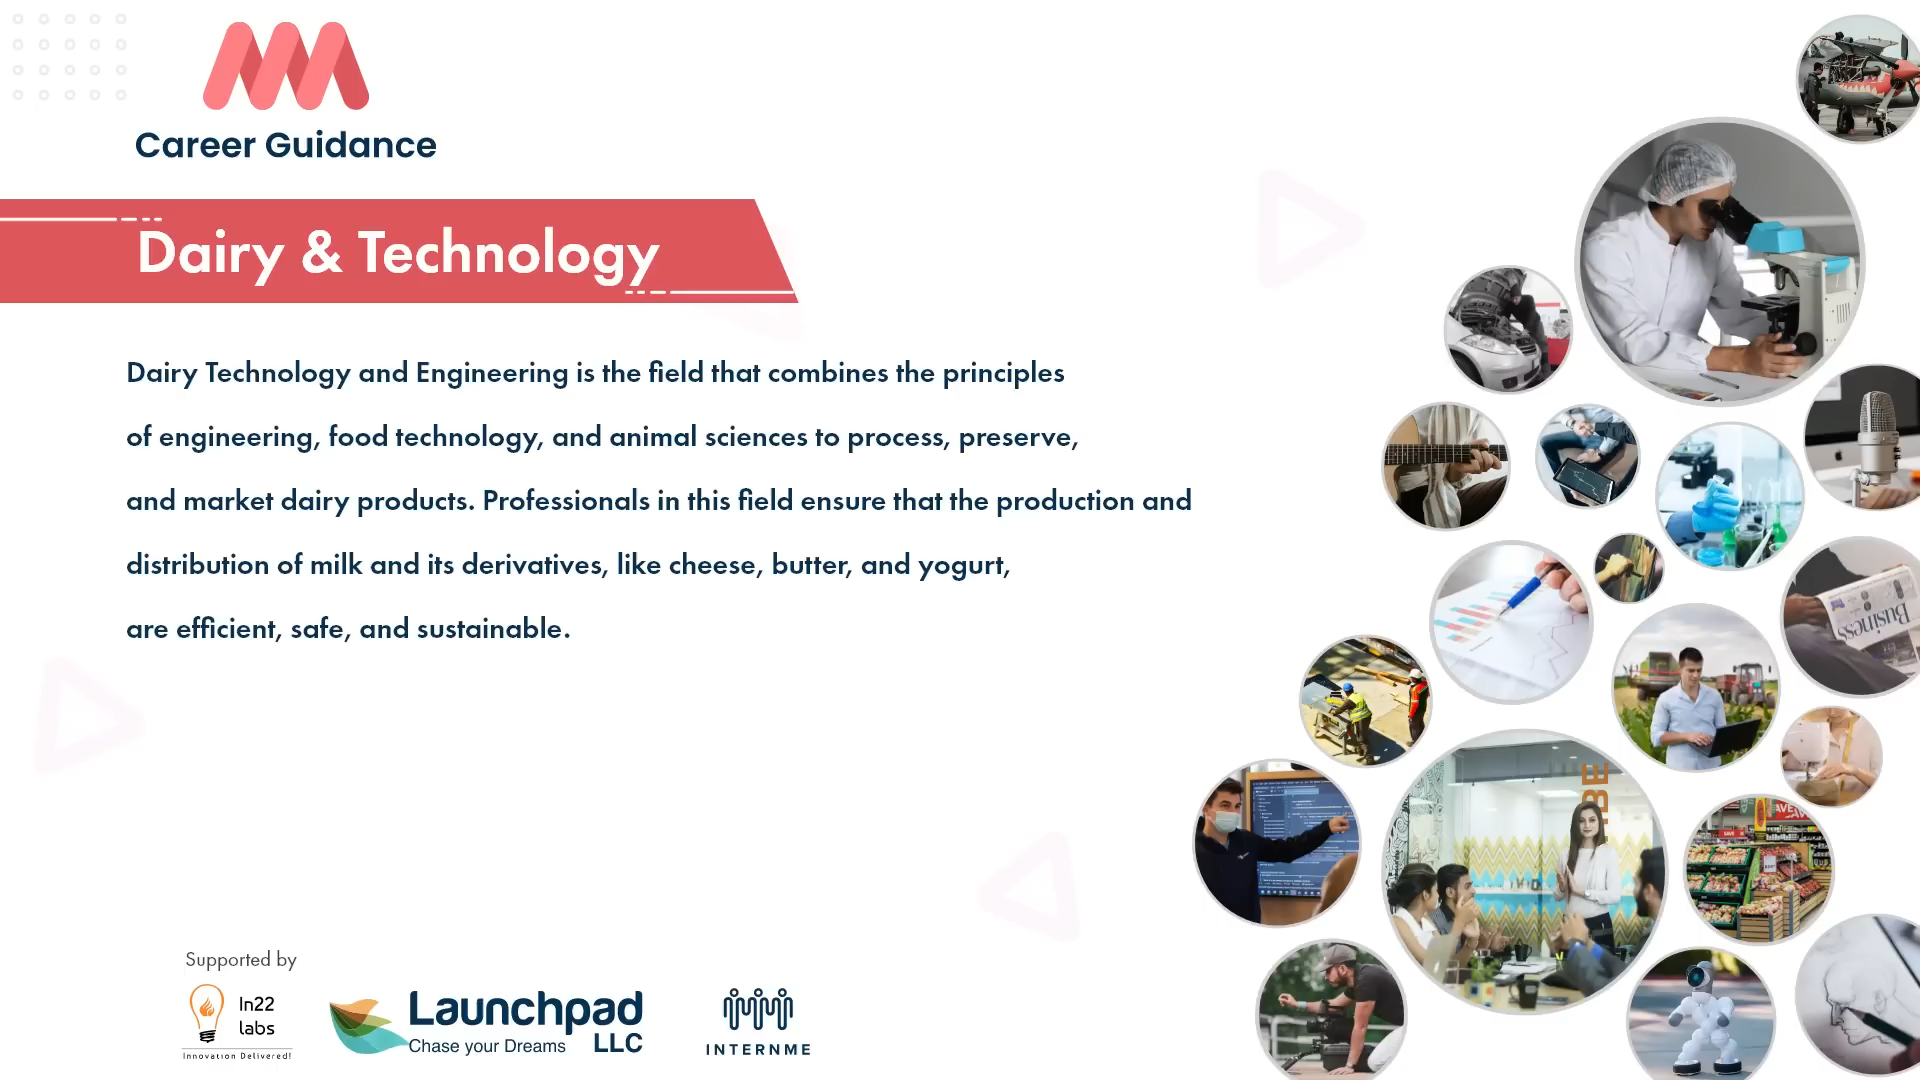 Career Guidance
Dairy & Technology
Dairy Technology and Engineering is the field that combines the principles
of engineering, food technology, and animal sciences to process, preserve,
and market dairy products. Professionals in this field ensure that the production and
distribution of milk and its derivatives, like cheese, butter, and yogurt,
are efficient, safe, and sustainable.
Business
SAVE
Supported by
In22
labs
Innovation Delivered!
Launchpad
Chase your Dreams LLC
INTERNME